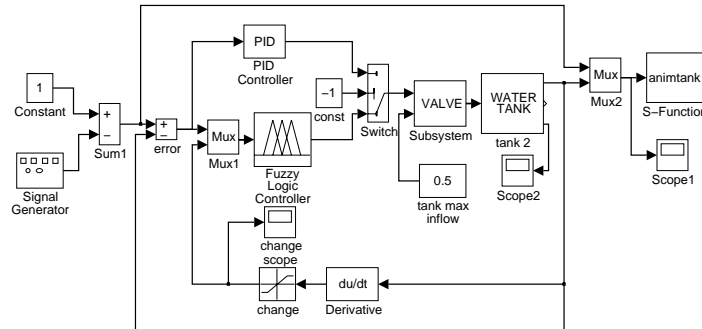 PID
PID
Controller
Mux
animtank
Mux2
S−Function
1
Constant
−1
const
Switch
VALVE
Subsystem
WATER
TANK
tank 2
+
−
Sum1
+
−
error
Mux
Mux1
Fuzzy
Logic
Controller
Signal
Generator
0.5
tank max
inflow
Scope2
Scope1
change
scope
change
du/dt
Derivative